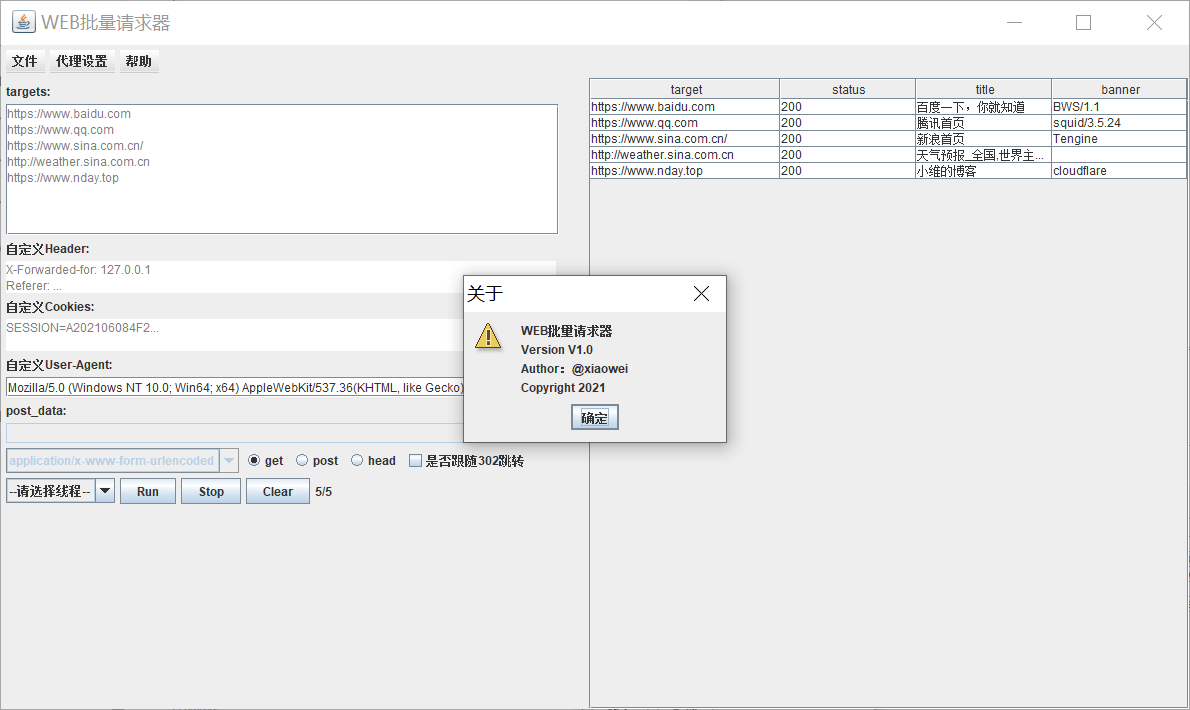 WEB批量请求器
文件 代理设置 帮助
targets:
https://www.baidu.com
https://www.qq.com
https://www.sina.com.cn/
http://weather.sina.com.cn
https://www.nday.top
自定义Header:
X-Forwarded-for: 127.0.0.1
Referer: ...
自定义Cookies:
SESSION=A202106084F2...
自定义User-Agent:
Mozilla/5.0 (Windows NT 10.0; Win64; x64) AppleWebKit/537.36(KHTML, like Gecko)
post_data:
application/x-www-form-urlencoded get post head 是否跟随302跳转
--请选择线程-- Run Stop Clear 5/5
target status title banner
https://www.baidu.com 200 百度一下，你就知道 BWS/1.1
https://www.qq.com 200 腾讯首页 squid/3.5.24
https://www.sina.com.cn/ 200 新浪首页 Tengine
http://weather.sina.com.cn 200 天气预报_全国,世界主...
https://www.nday.top 200 小维的博客 cloudflare
关于
WEB批量请求器
Version V1.0
Author：@xiaowei
Copyright 2021
确定